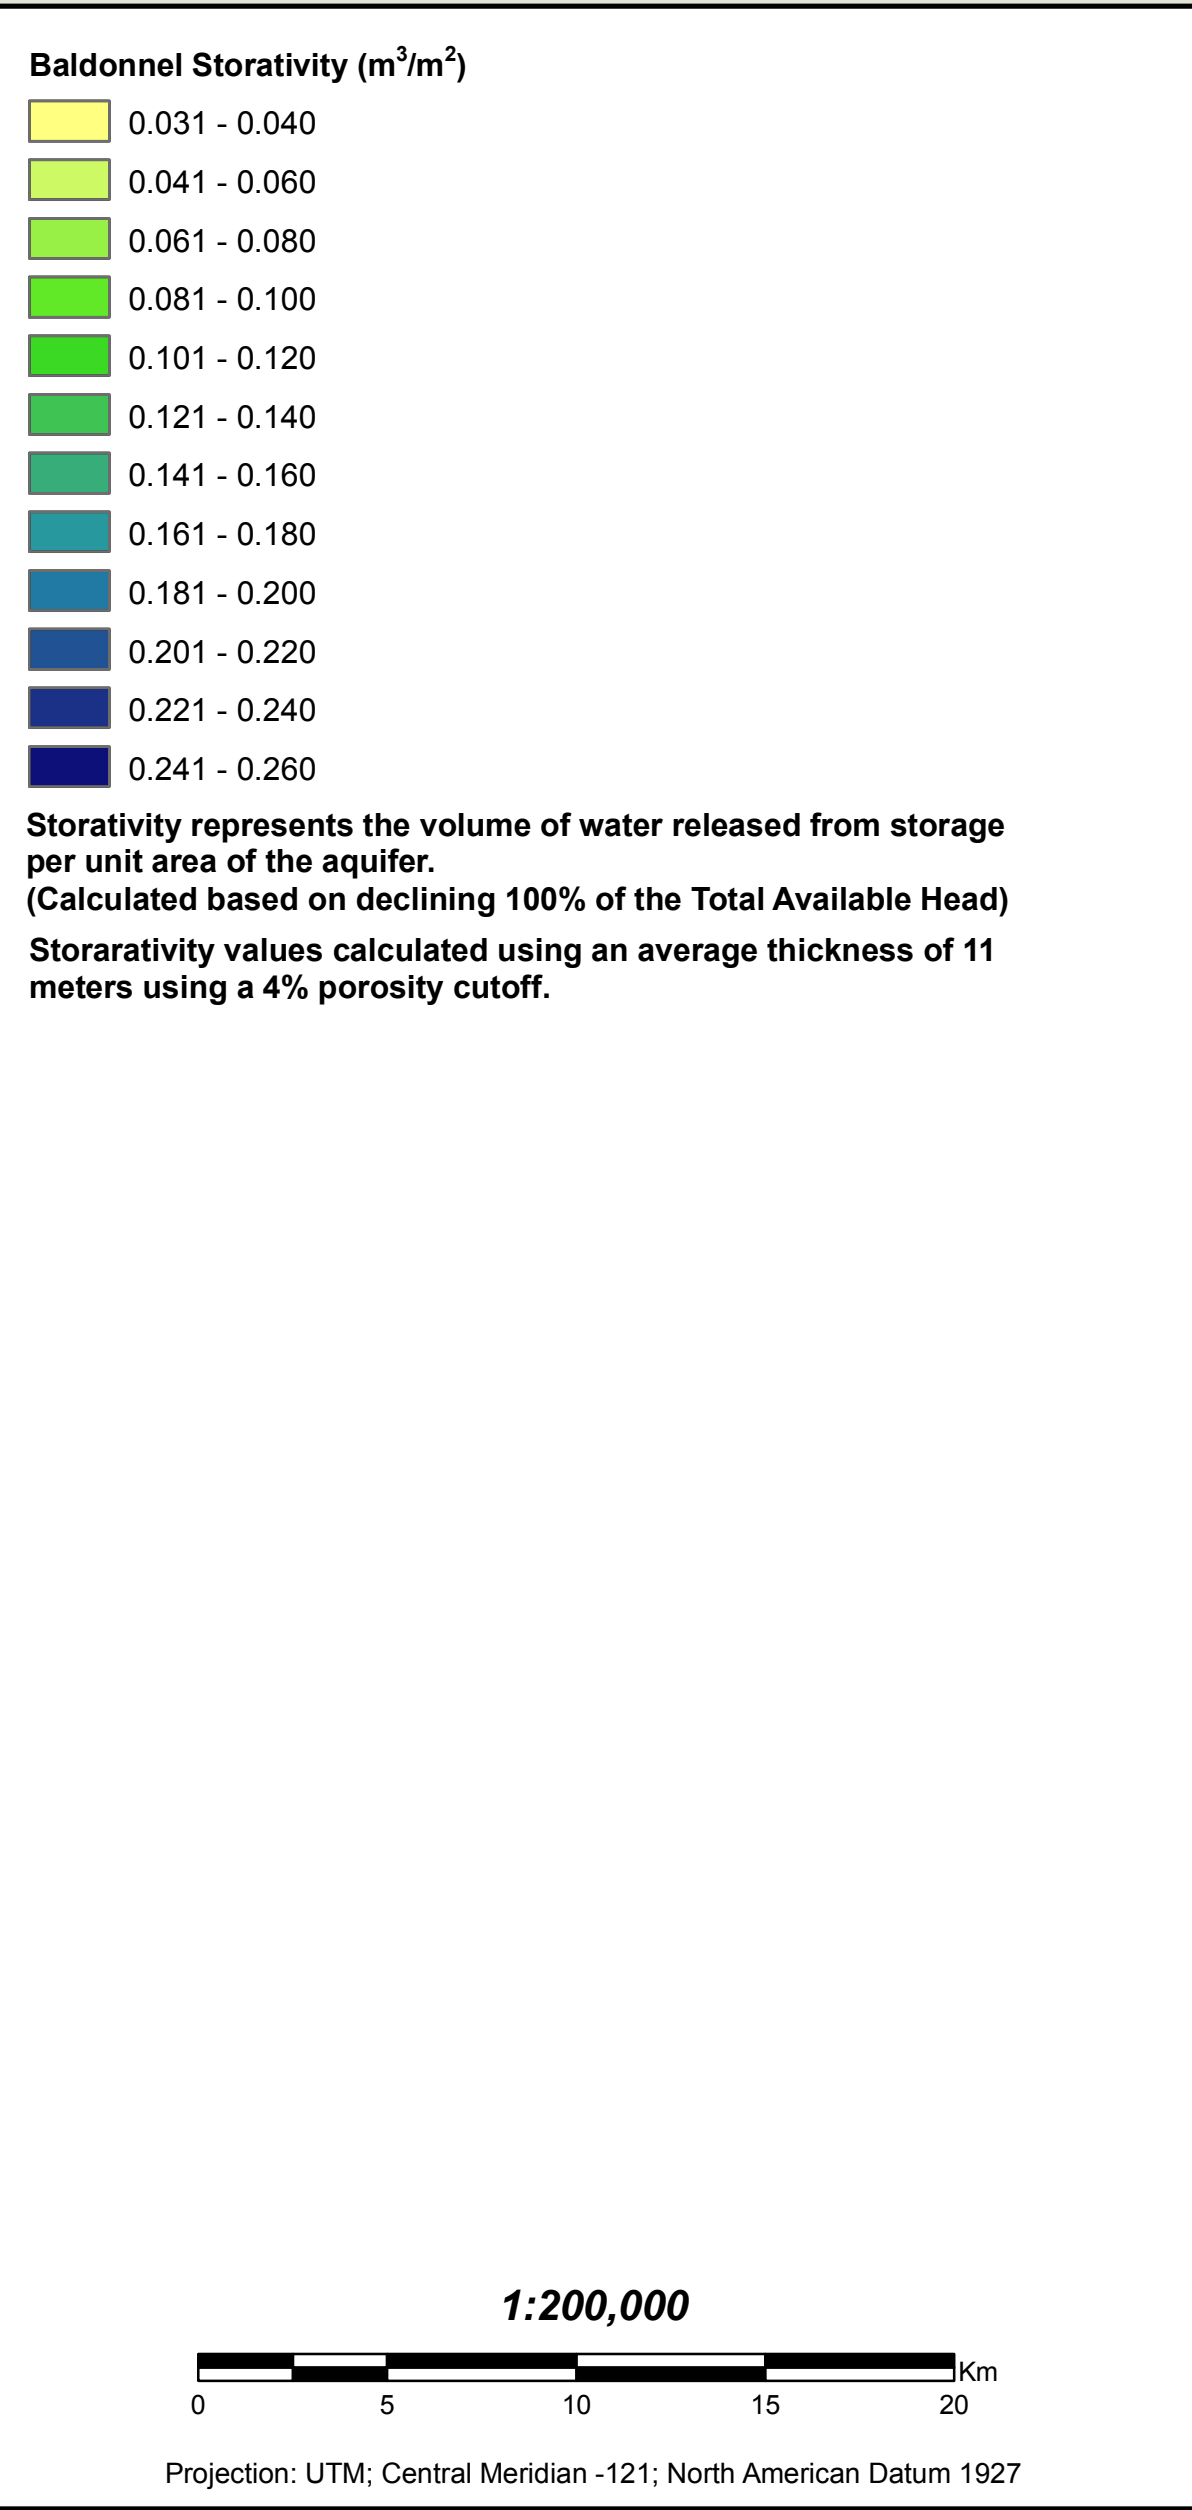 Baldonnel Storativity (m³/m²)
0.031 - 0.040
0.041 - 0.060
0.061 - 0.080
0.081 - 0.100
0.101 - 0.120
0.121 - 0.140
0.141 - 0.160
0.161 - 0.180
0.181 - 0.200
0.201 - 0.220
0.221 - 0.240
0.241 - 0.260
Storativity represents the volume of water released from storage
per unit area of the aquifer.
(Calculated based on declining 100% of the Total Available Head)
Storarativity values calculated using an average thickness of 11
meters using a 4% porosity cutoff.
1:200,000
Km
0 5 10 15 20
Projection: UTM; Central Meridian -121; North American Datum 1927